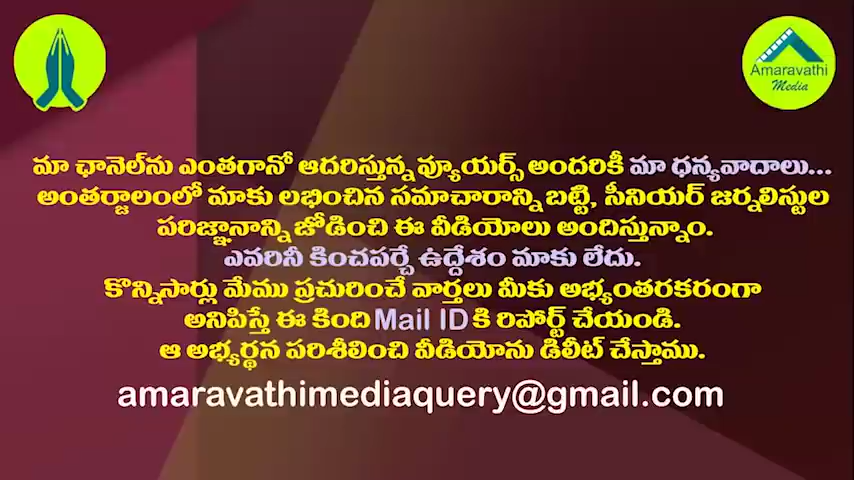 Amaravathi
Media
మా ఛానెల్‌ను ఎంతగానో ఆదరిస్తున్న వ్యూయర్స్ అందరికీ మా ధన్యవాదాలు...
అంతర్జాలంలో మాకు లభించిన సమాచారాన్ని బట్టి, సీనియర్ జర్నలిస్టుల
పరిజ్ఞానాన్ని జోడించి ఈ వీడియోలు అందిస్తున్నాం.
ఎవరినీ కించపర్చే ఉద్దేశం మాకు లేదు.
కొన్నిసార్లు మేము ప్రచురించే వార్తలు మీకు అభ్యంతరకరంగా
అనిపిస్తే ఈ కింది Mail ID కి రిపోర్ట్ చేయండి.
ఆ అభ్యర్థన పరిశీలించి వీడియోను డిలీట్ చేస్తాము.
amaravathimediaquery@gmail.com